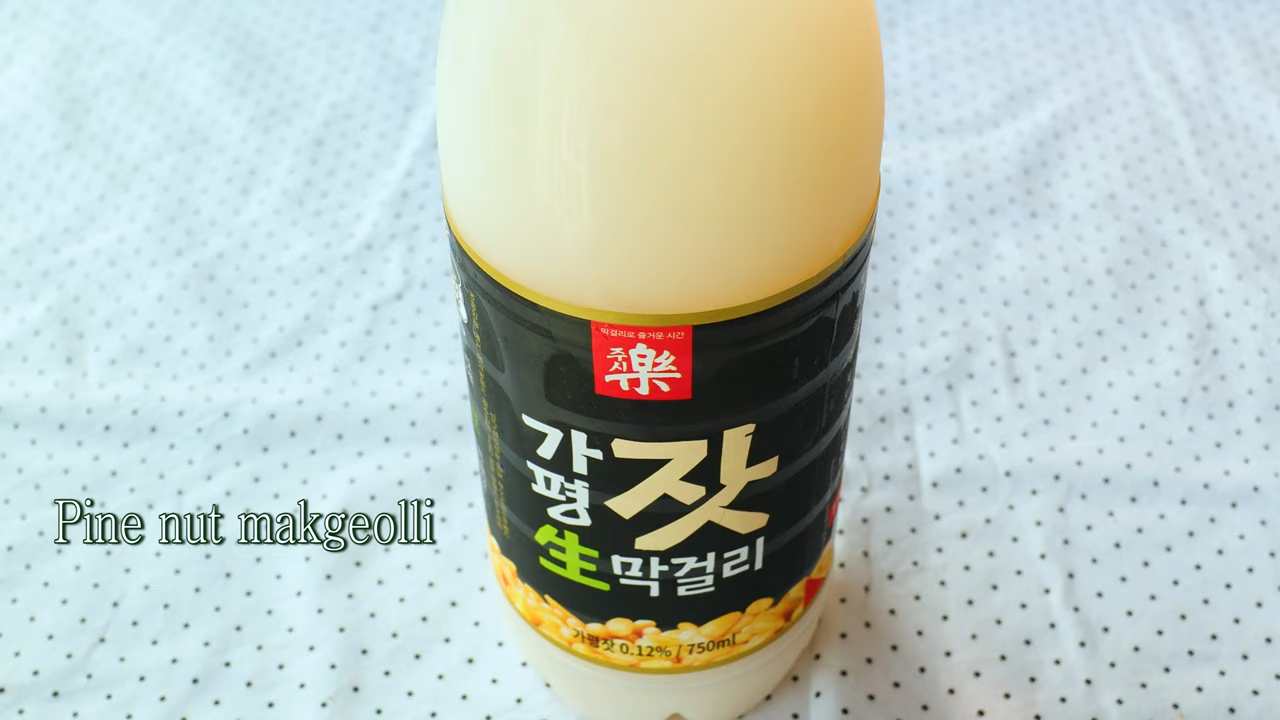 막걸리로 즐거운 시간
주시 樂
가평 잣
生막걸리
가평잣 0.12% / 750ml
Pine nut makgeolli